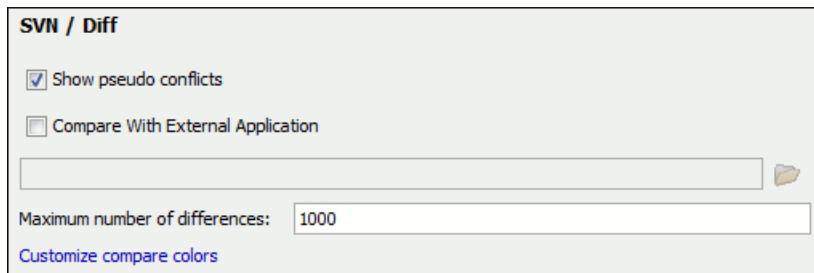 SVN / Diff
Show pseudo conflicts
Compare With External Application
Maximum number of differences: 1000
Customize compare colors